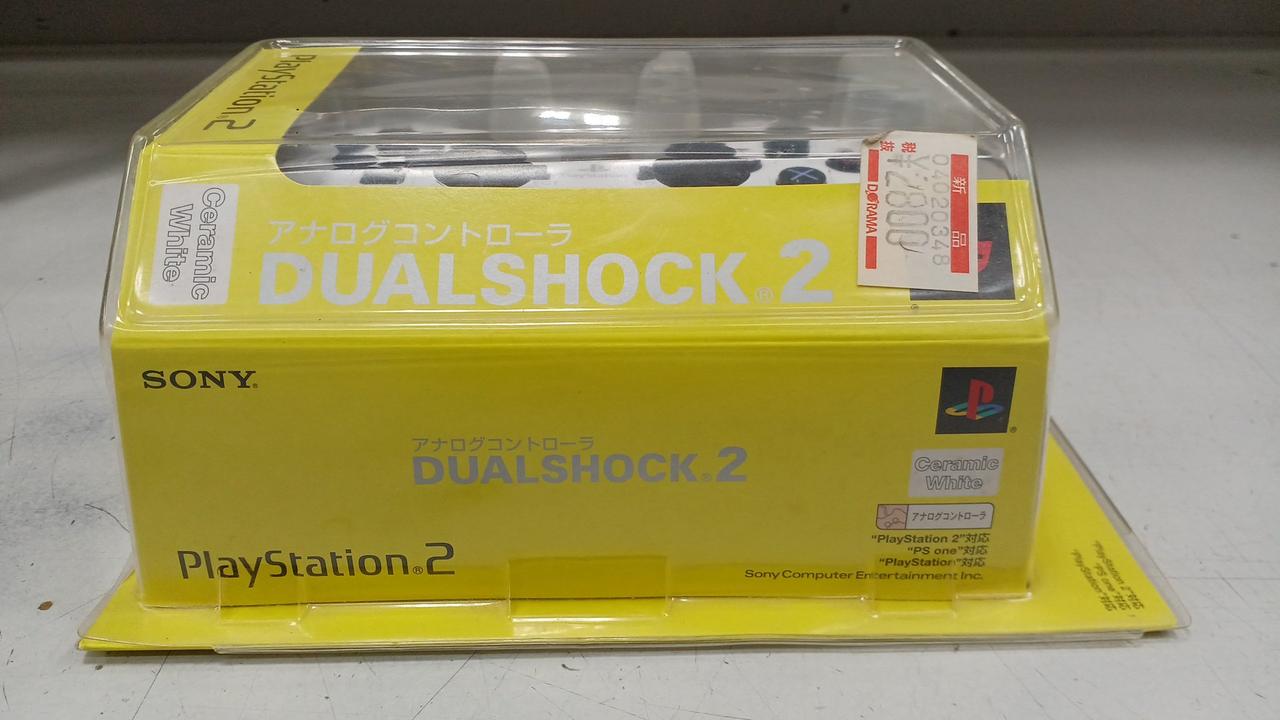 PlayStation®2
Ceramic
White
アナログコントローラ
DUALSHOCK®2
新品
04020348
¥2800
税抜
DORAMA
SONY®
アナログコントローラ
DUALSHOCK®2
Ceramic
White
アナログコントローラ
"PlayStation 2"対応
"PS one"対応
"PlayStation"対応
PlayStation®2
Sony Computer Entertainment Inc.